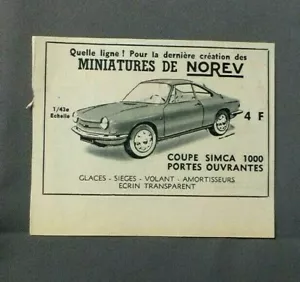 Quelle ligne! Pour la dernière création des
MINIATURES DE NOREV
1/43e
Echelle
4 F
COUPE SIMCA 1000
PORTES OUVRANTES
GLACES - SIEGES - VOLANT - AMORTISSEURS
ECRIN TRANSPARENT